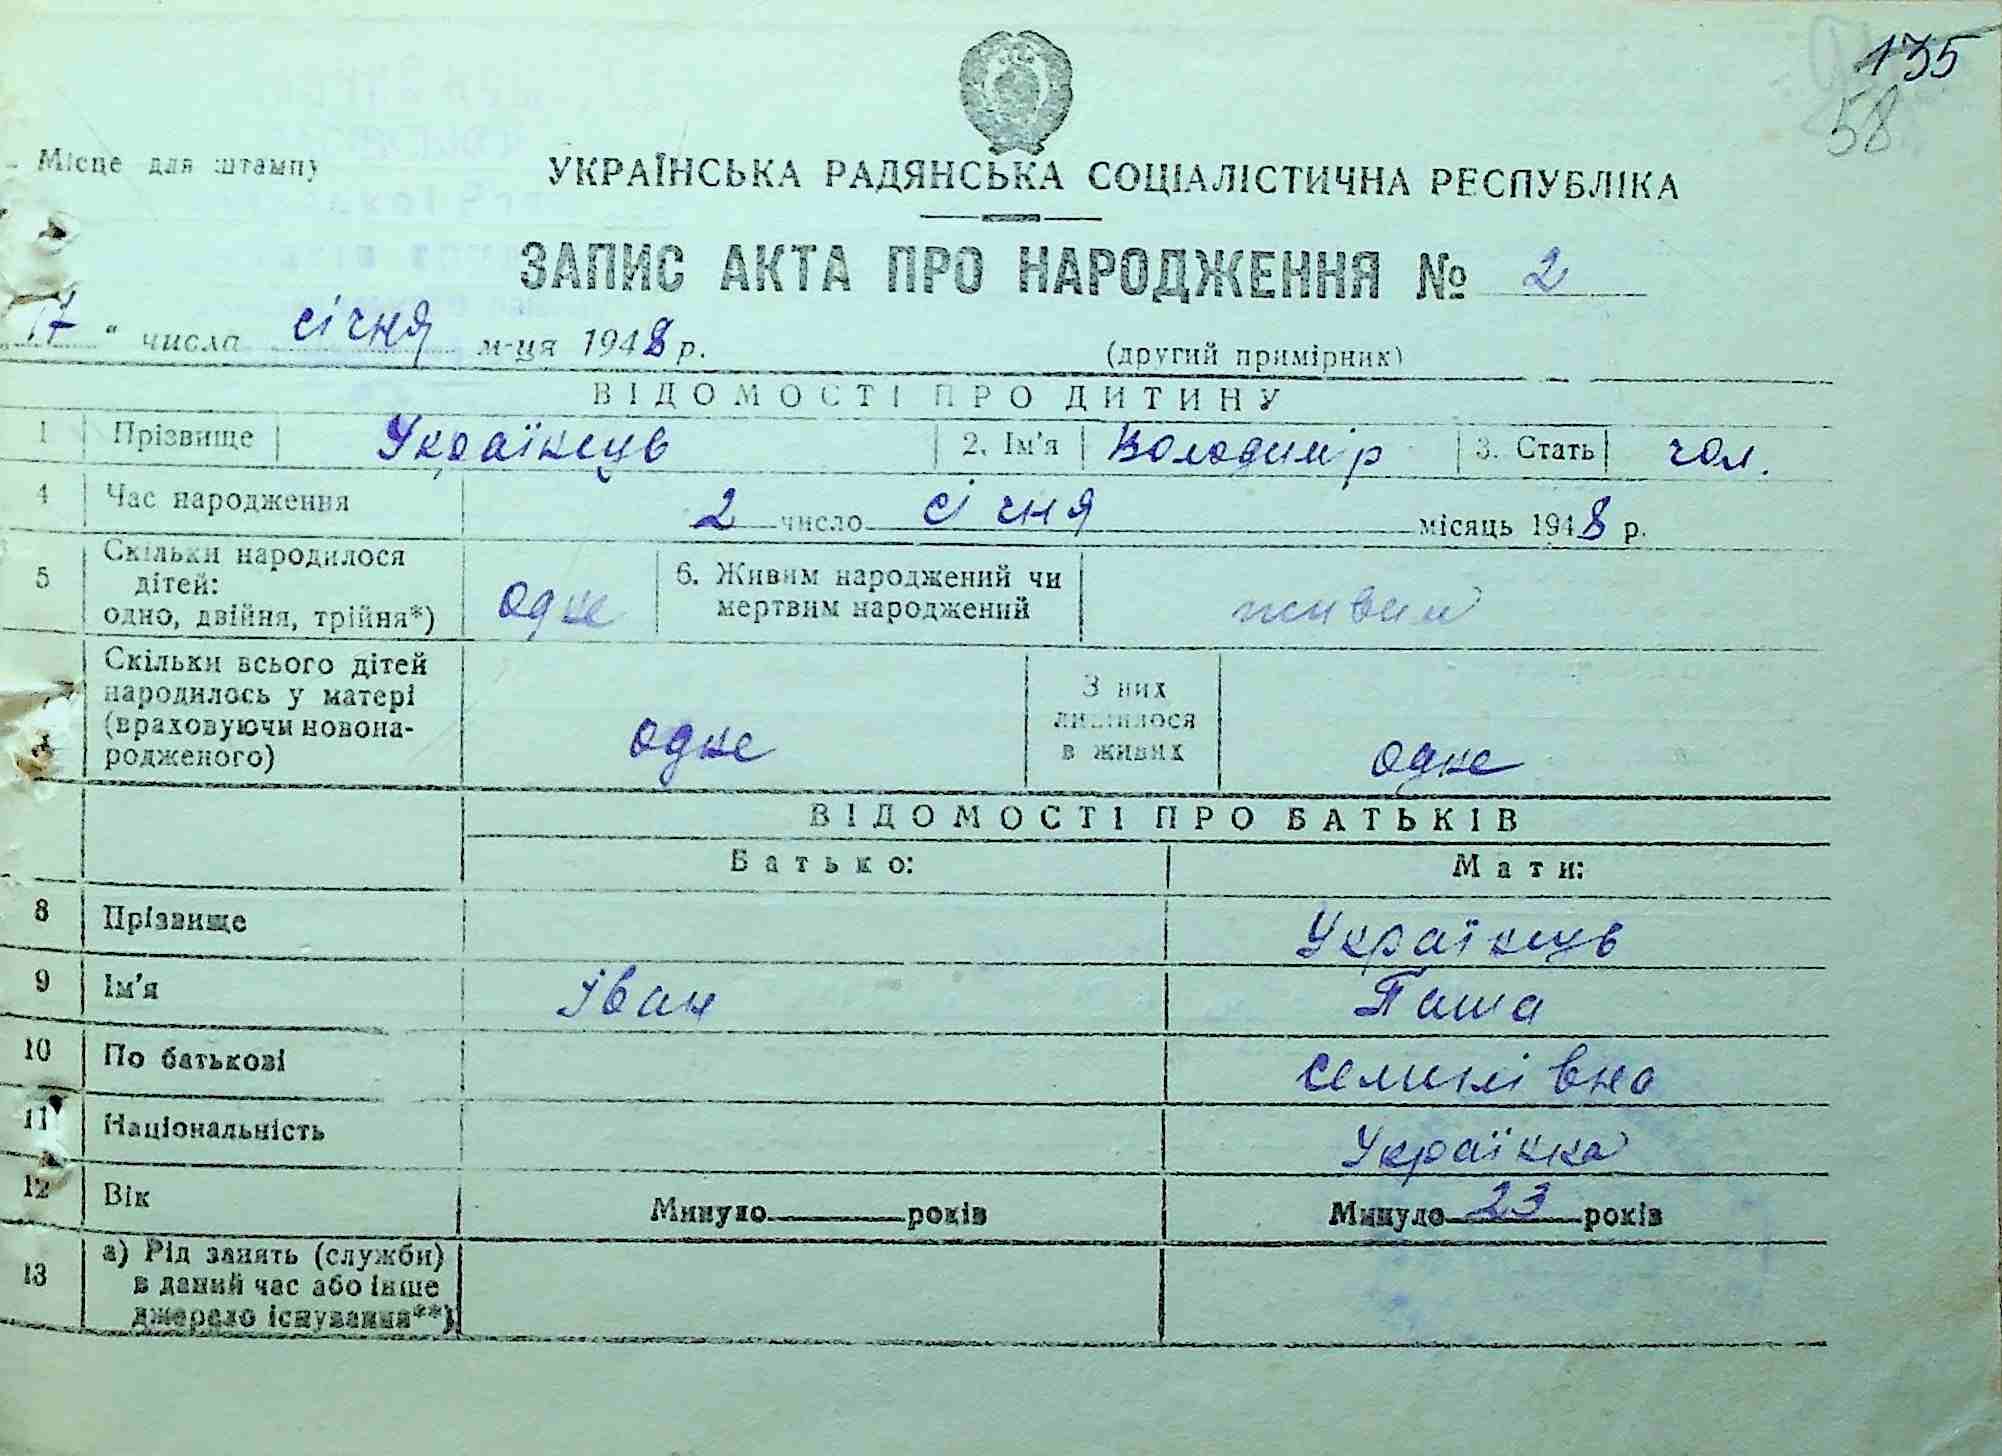 135
58
Місце для штампу
УКРАЇНСЬКА РАДЯНСЬКА СОЦІАЛІСТИЧНА РЕСПУБЛІКА
ЗАПИС АКТА ПРО НАРОДЖЕННЯ № 2
17 " числа січня м-ця 1948 р.
(другий примірник)
ВІДОМОСТІ ПРО ДИТИНУ
1 Прізвище Українець 2. Ім'я Володимір 3. Стать чол.
4 Час народження 2 число січня місяць 1948 р.
5 Скільки народилося
дітей:
одно, двійня, трійня*) одне 6. Живим народжений чи
мертвим народжений живим
Скільки всього дітей
народилось у матері
(враховуючи новона-
родженого) одне З них
лишилося
в живих одне
ВІДОМОСТІ ПРО БАТЬКІВ
Батько: Мати:
8 Прізвище Українець
9 Ім'я Іван Паша
10 По батькові
11 Національність Українка
12 Вік Минуло років Минуло 23 років
13 а) Рід занять (служби)
в даний час або інше
джерело існування**)